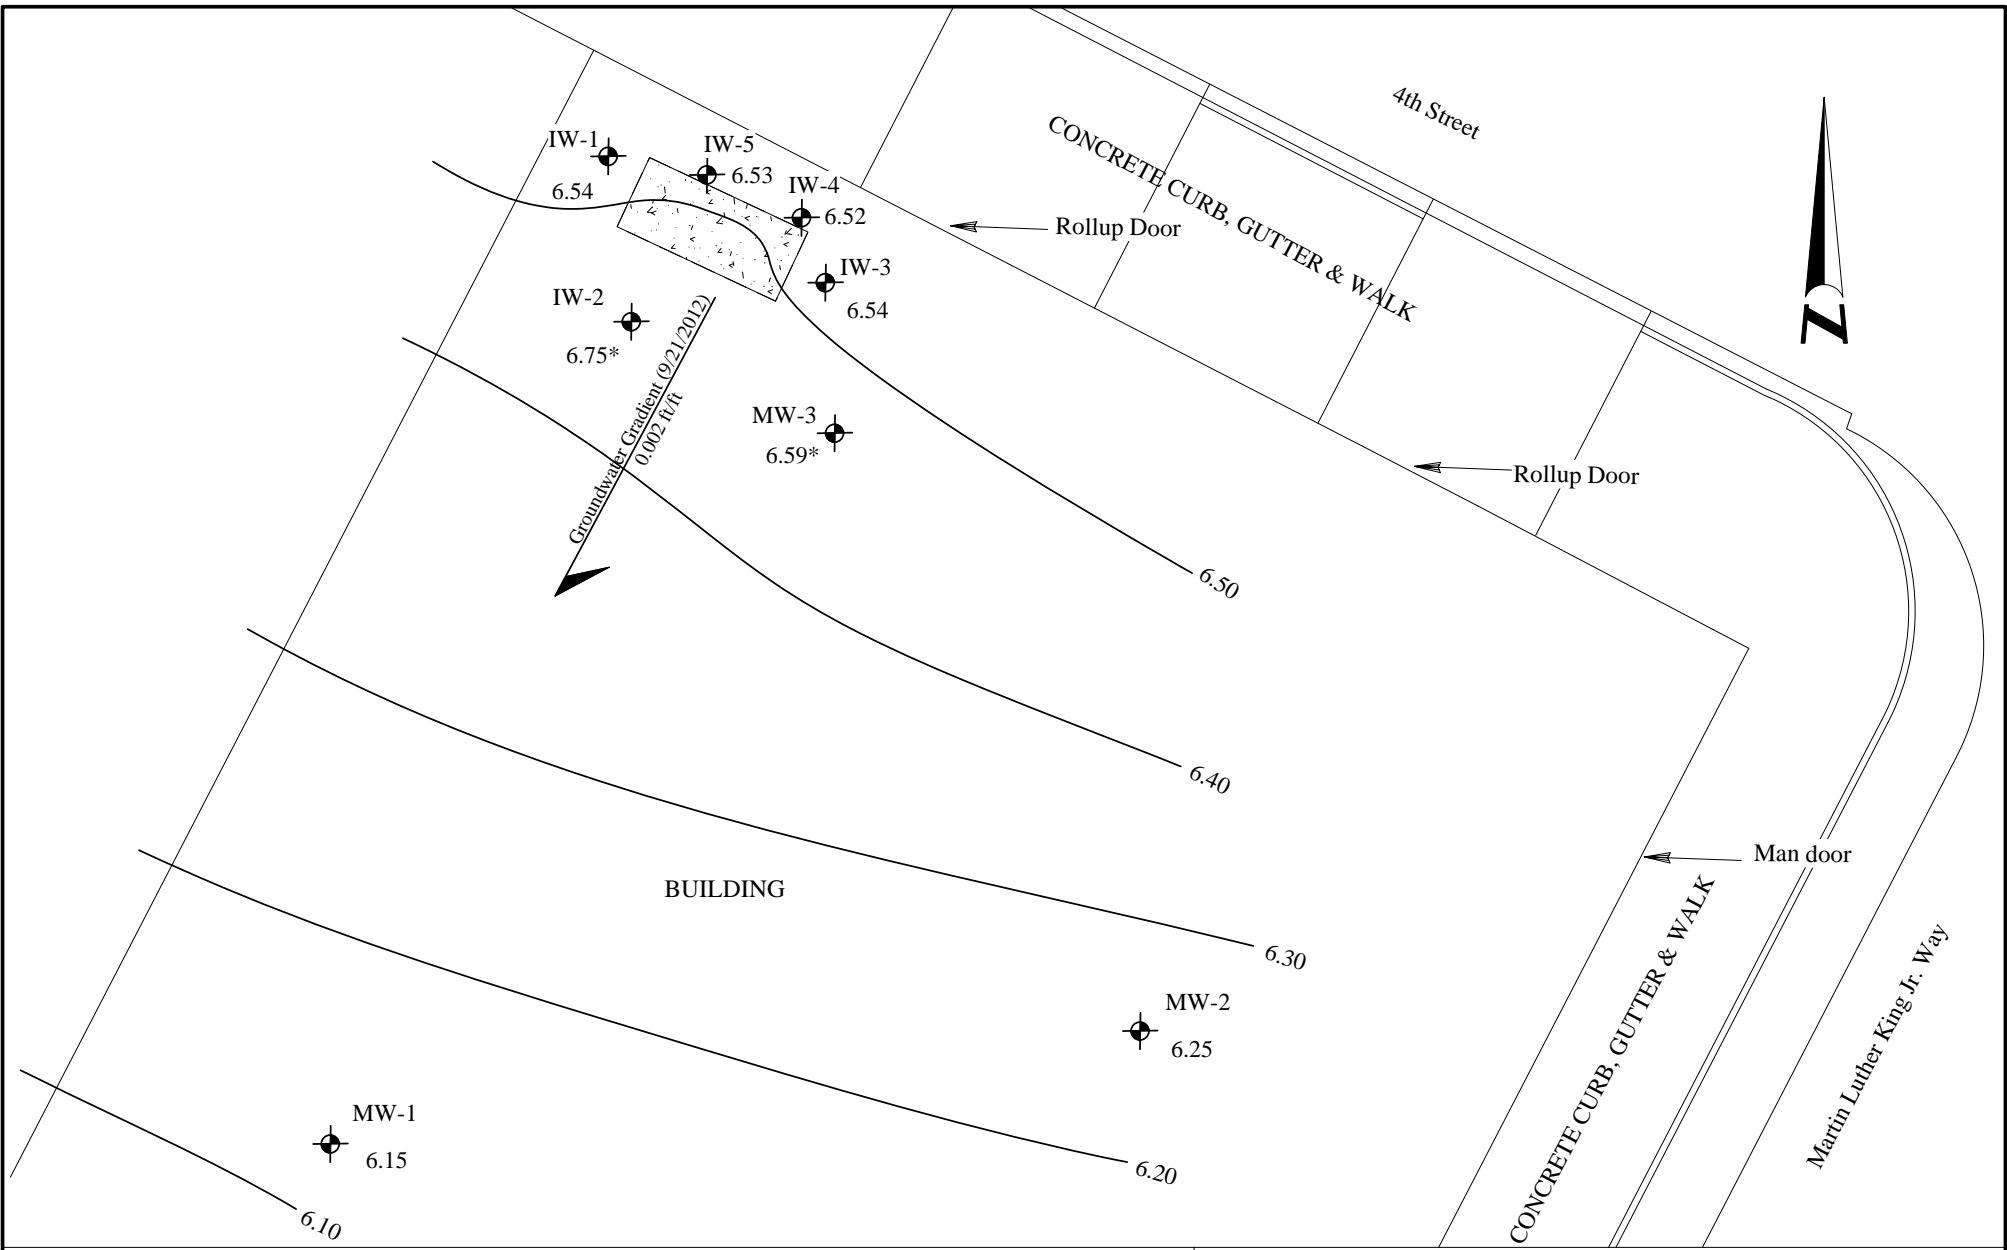 4th Street
CONCRETE CURB, GUTTER & WALK
IW-1
6.54
IW-5
6.53
IW-4
6.52
Rollup Door
IW-3
6.54
IW-2
6.75*
Groundwater Gradient (9/21/2012)
0.002 ft/ft
MW-3
6.59*
Rollup Door
Z
6.50
6.40
Man door
BUILDING
6.30
CONCRETE CURB, GUTTER & WALK
Martin Luther King Jr. Way
MW-2
6.25
MW-1
6.15
6.20
6.10